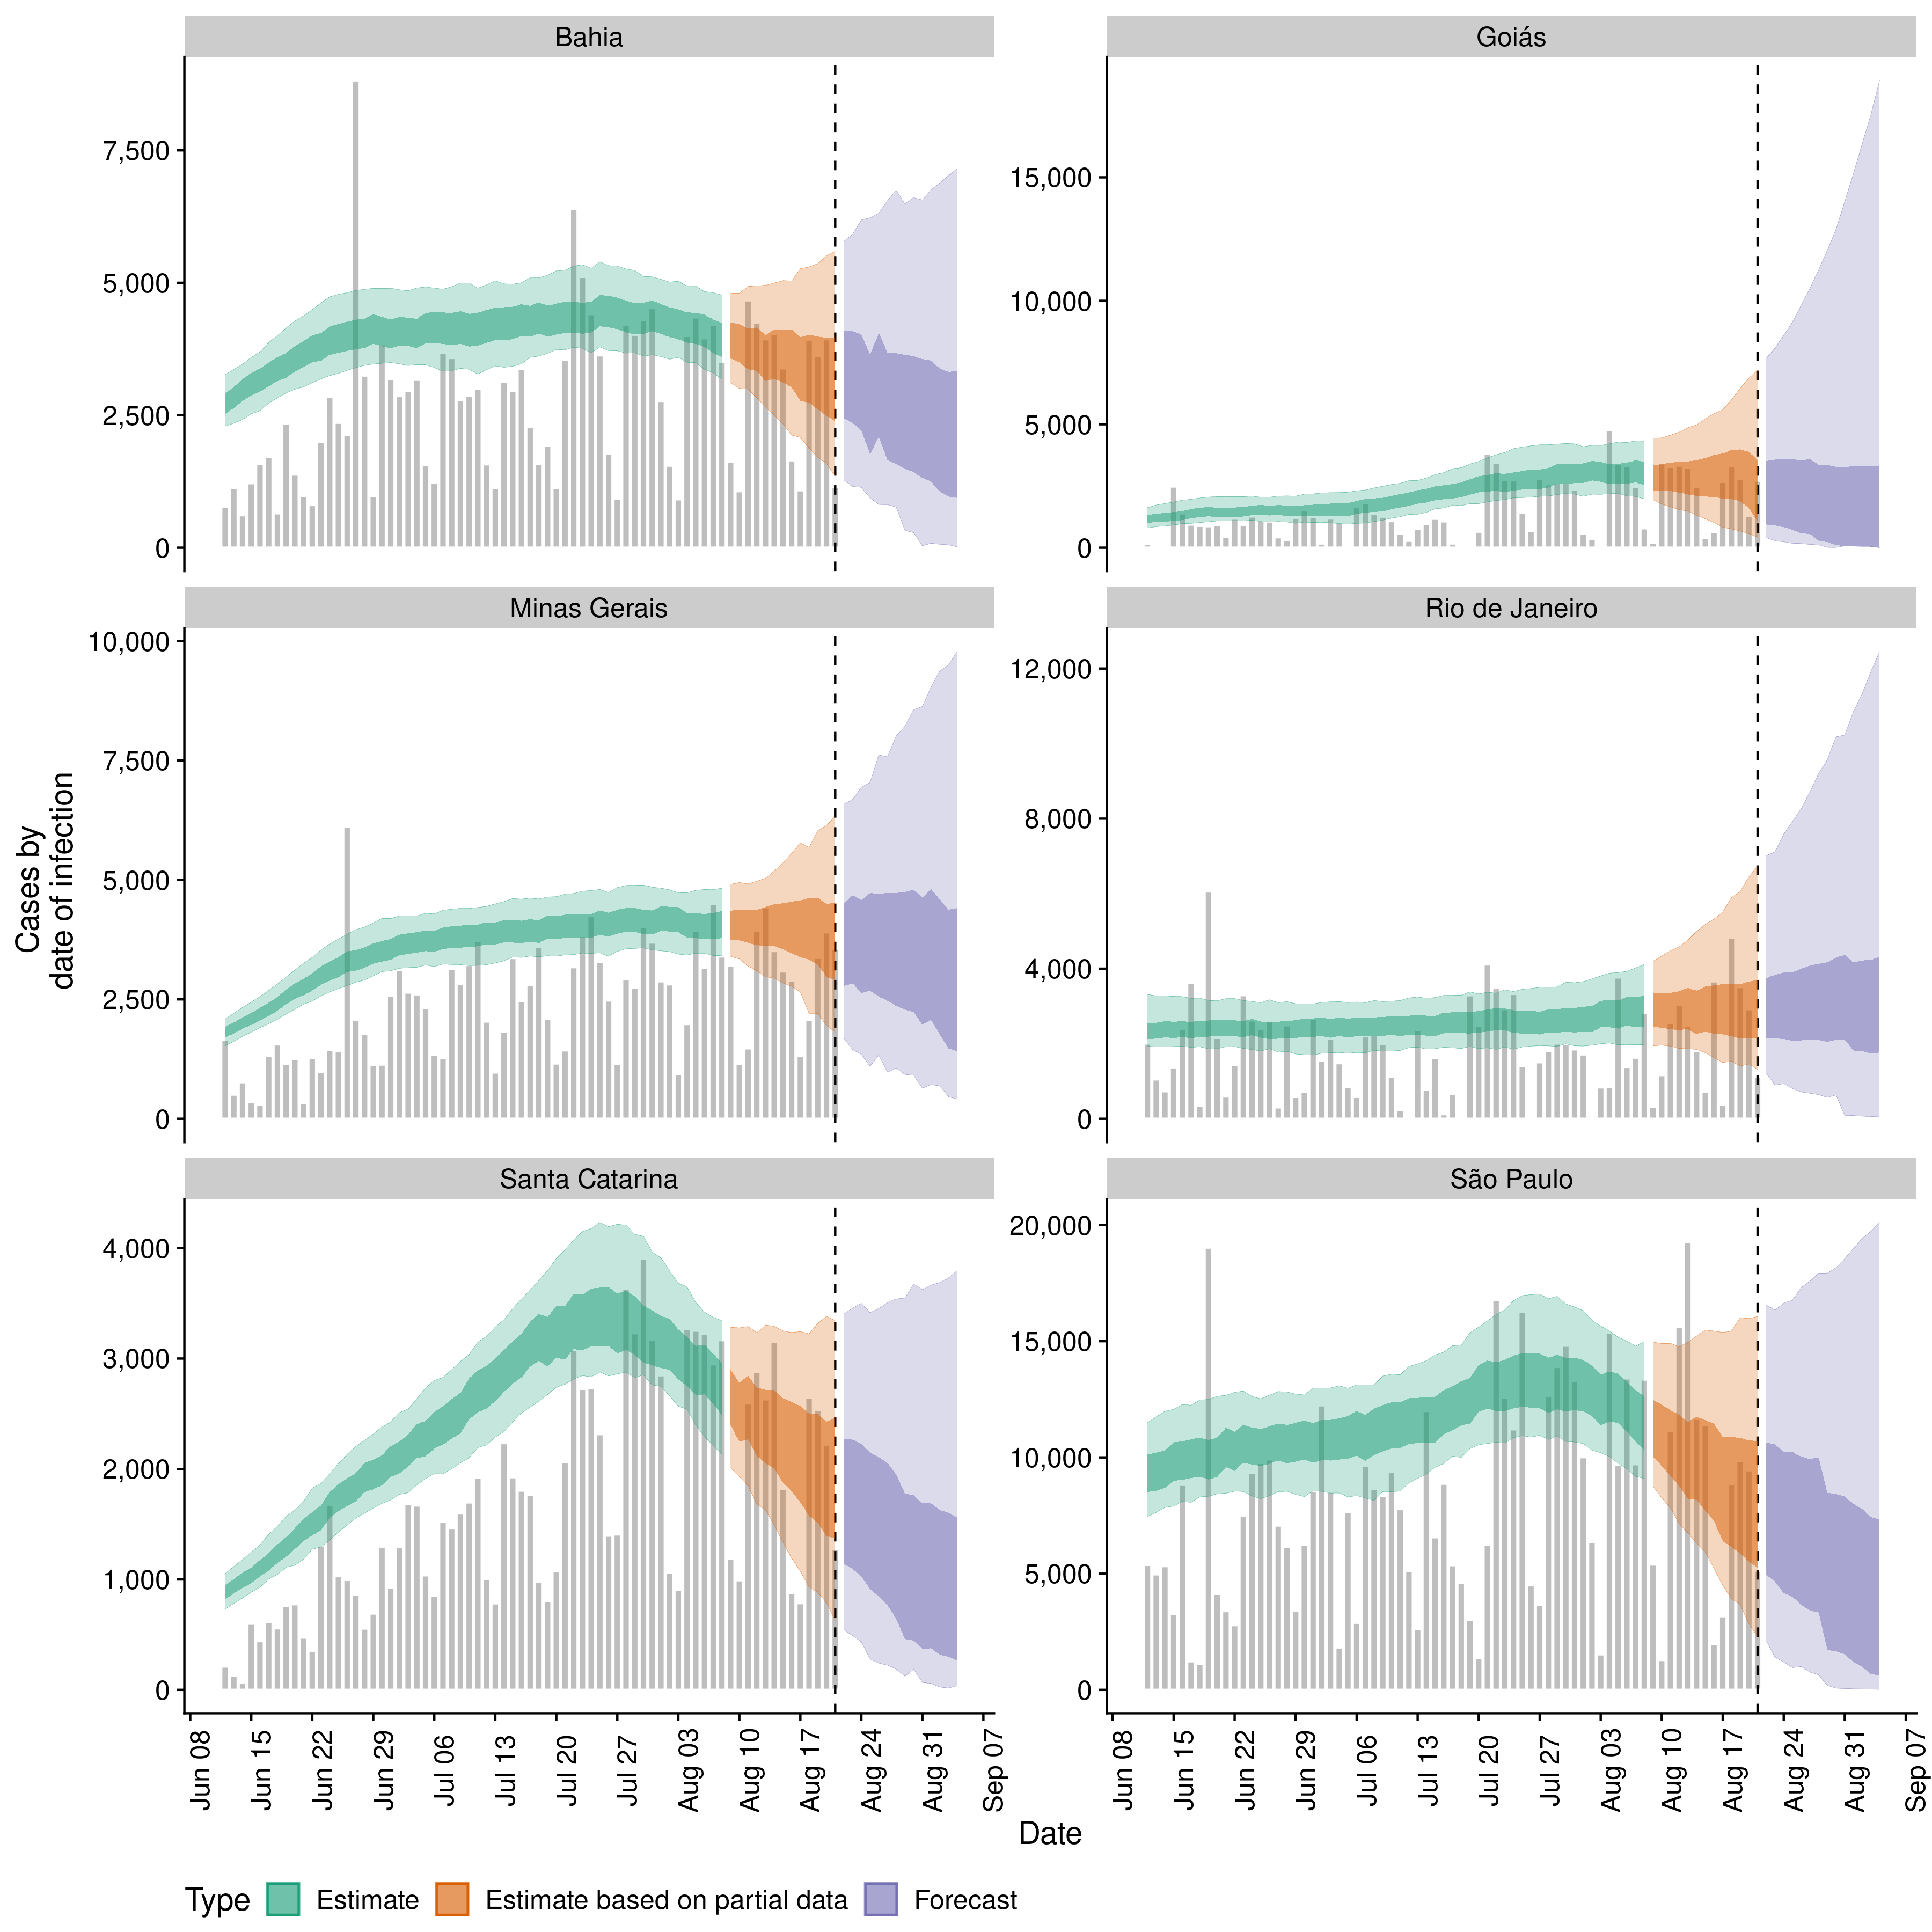 Bahia
Goiás
7,500
5,000
2,500
0
15,000
10,000
5,000
0
Minas Gerais
Rio de Janeiro
10,000
7,500
5,000
2,500
0
12,000
8,000
4,000
0
Cases by
date of infection
Santa Catarina
São Paulo
4,000
3,000
2,000
1,000
0
20,000
15,000
10,000
5,000
0
Jun 08
Jun 15
Jun 22
Jun 29
Jul 06
Jul 13
Jul 20
Jul 27
Aug 03
Aug 10
Aug 17
Aug 24
Aug 31
Sep 07
Jun 08
Jun 15
Jun 22
Jun 29
Jul 06
Jul 13
Jul 20
Jul 27
Aug 03
Aug 10
Aug 17
Aug 24
Aug 31
Sep 07
Date
Type Estimate Estimate based on partial data Forecast